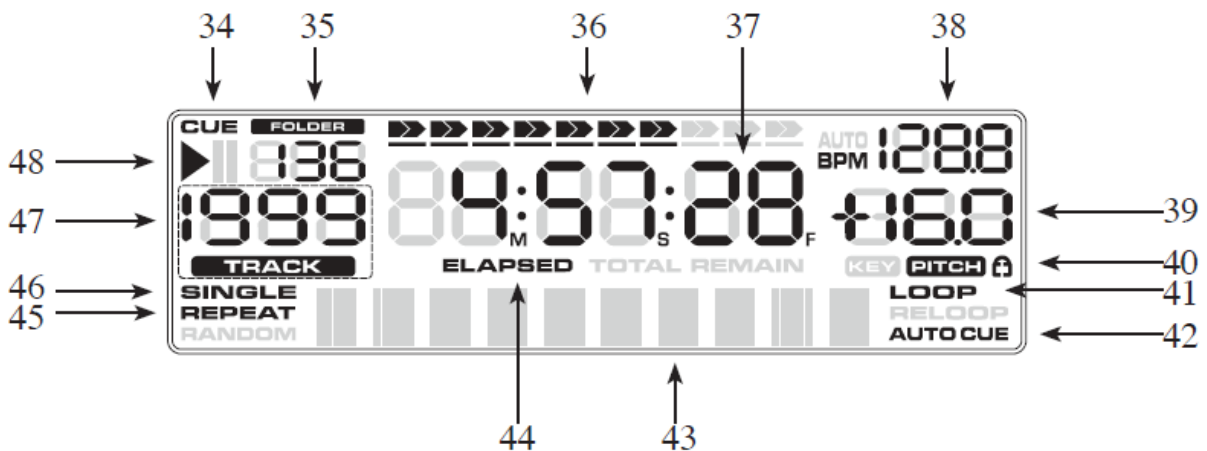 34 35 36 37 38
CUE FOLDER AUTO BPM 128.8
48 136
47 1999 4 M : 57 S : 28 F +16.0 39
TRACK ELAPSED TOTAL REMAIN KEY PITCH 40
46 SINGLE LOOP 41
45 REPEAT RELOOP
RANDOM AUTO CUE 42
44 43